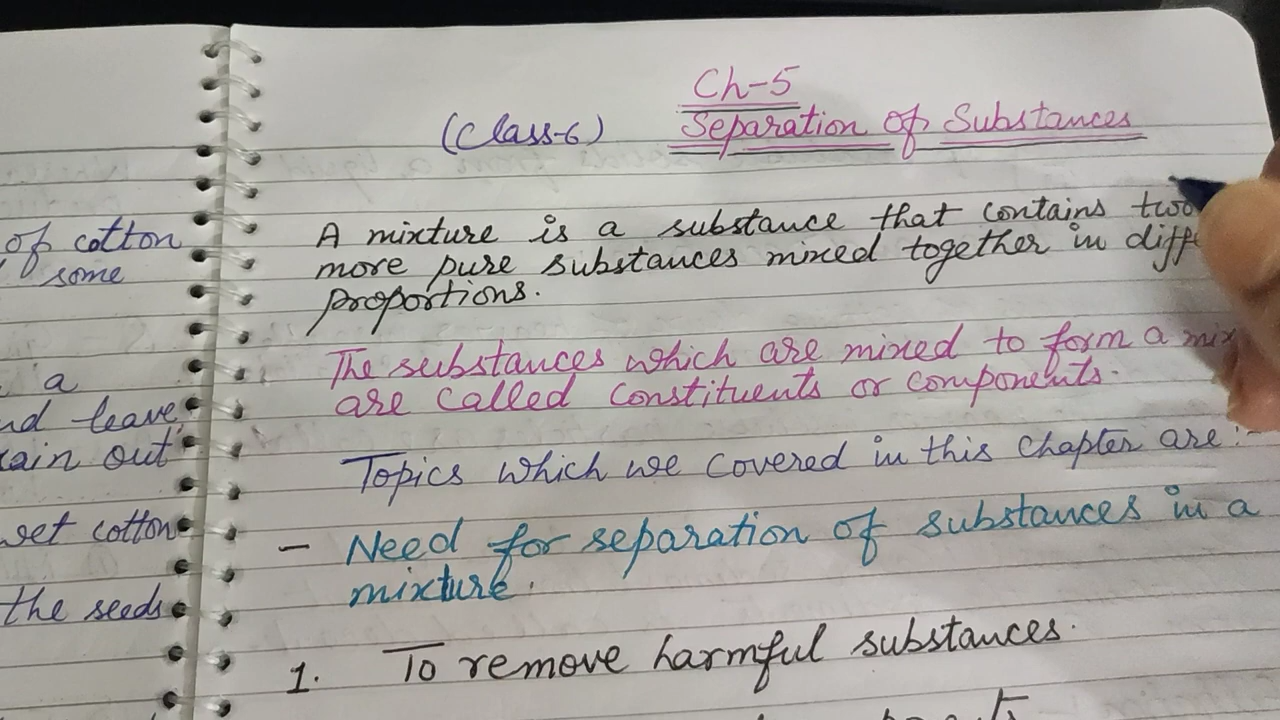 Ch-5
(Class-6) Separation of Substances
A mixture is a substance that contains two
more pure substances mixed together in diff
proportions.
The substances which are mixed to form a mix
are called constituents or components.
Topics which we covered in this chapter are:-
- Need for separation of substances in a
mixture.
1. To remove harmful substances.
of cotton
some
a
nd leave
ain out
wet cotton
the seeds